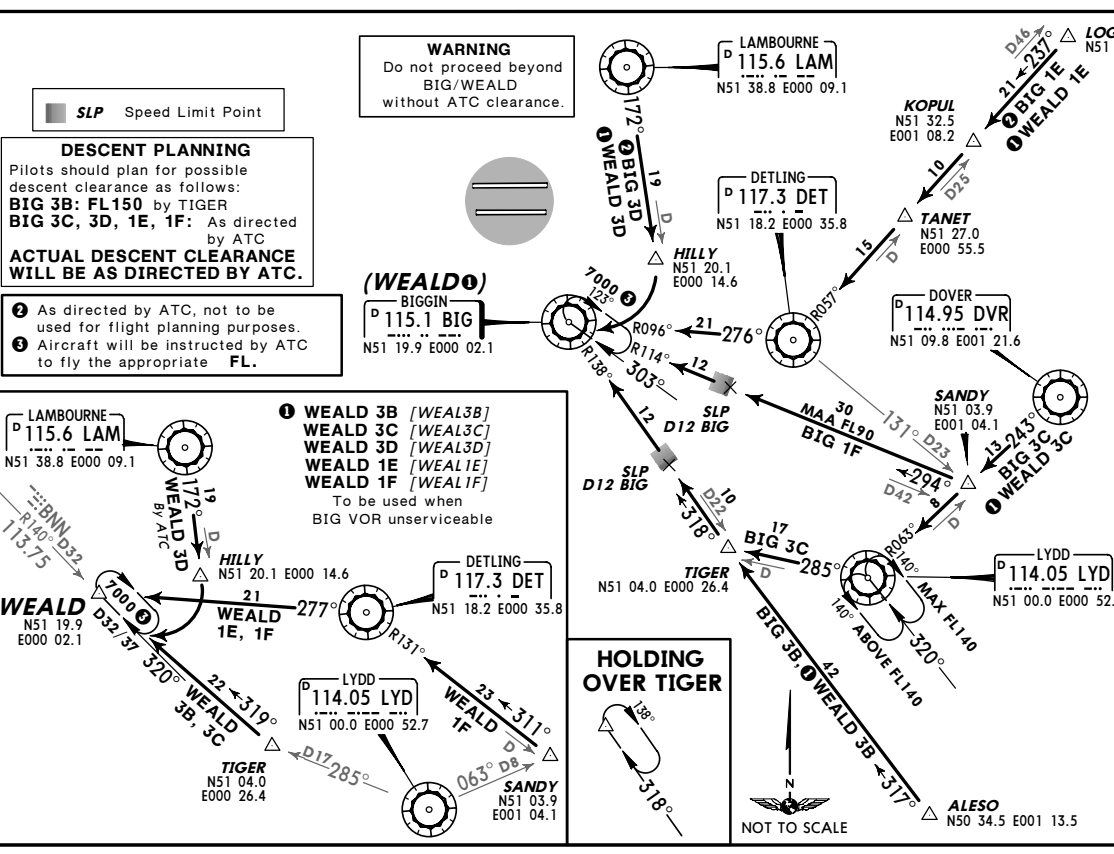 WARNING
Do not proceed beyond
BIG/WEALD
without ATC clearance.
SLP Speed Limit Point
DESCENT PLANNING
Pilots should plan for possible
descent clearance as follows:
BIG 3B: FL150 by TIGER
BIG 3C, 3D, 1E, 1F: As directed
by ATC
ACTUAL DESCENT CLEARANCE
WILL BE AS DIRECTED BY ATC.
❷ As directed by ATC, not to be
used for flight planning purposes.
❸ Aircraft will be instructed by ATC
to fly the appropriate FL.
LAMBOURNE
D 115.6 LAM
N51 38.8 E000 09.1
172°
❷ BIG 3D
❶ WEALD 3D
19
D
HILLY
N51 20.1
E000 14.6
(WEALD❶)
BIGGIN
D 115.1 BIG
N51 19.9 E000 02.1
7000 ❸
123°
303°
R096°
21
276°
R114°
12
R138°
12
DETLING
D 117.3 DET
N51 18.2 E000 35.8
D46
237°
21
❷ BIG 1E
❶ WEALD 1E
LOG
N51
KOPUL
N51 32.5
E001 08.2
10
D25
TANET
N51 27.0
E000 55.5
15
D
R057°
DOVER
D 114.95 DVR
N51 09.8 E001 21.6
SANDY
N51 03.9
E001 04.1
13
243°
BIG 3C
❶ WEALD 3C
131°
D23
SLP
D12 BIG
30
MAA FL90
BIG 1F
294°
D42
8
D
R063°
SLP
D12 BIG
10
D22
318°
TIGER
N51 04.0 E000 26.4
17
BIG 3C
D
285°
LYDD
D 114.05 LYD
N51 00.0 E000 52.
140°
MAX FL140
140°
ABOVE FL140
320°
42
BIG 3B, ❶ WEALD 3B
317°
ALESO
N50 34.5 E001 13.5
N
NOT TO SCALE
HOLDING
OVER TIGER
138°
318°
LAMBOURNE
D 115.6 LAM
N51 38.8 E000 09.1
❶ WEALD 3B [WEAL3B]
WEALD 3C [WEAL3C]
WEALD 3D [WEAL3D]
WEALD 1E [WEAL1E]
WEALD 1F [WEAL1F]
To be used when
BIG VOR unserviceable
19
172°
WEALD 3D
By ATC
D
BNN D32
R140°
113.75
HILLY
N51 20.1 E000 14.6
WEALD
N51 19.9
E000 02.1
7000 ❸
D32/37
320°
21
WEALD
1E, 1F
277°
DETLING
D 117.3 DET
N51 18.2 E000 35.8
R131°
22
319°
WEALD
3B, 3C
23
311°
WEALD
1F
D
LYDD
D 114.05 LYD
N51 00.0 E000 52.7
TIGER
N51 04.0
E000 26.4
D17
285°
063°
D8
SANDY
N51 03.9
E001 04.1